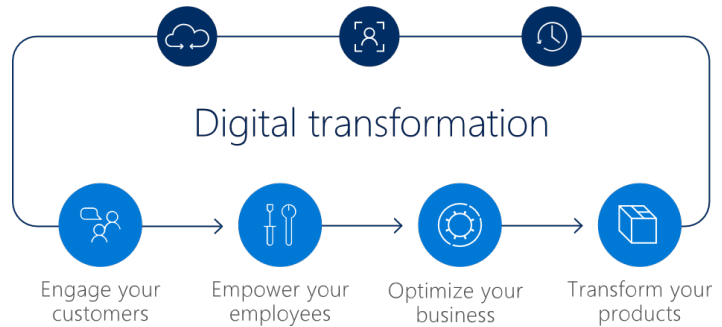 Digital transformation
Engage your
customers
Empower your
employees
Optimize your
business
Transform your
products